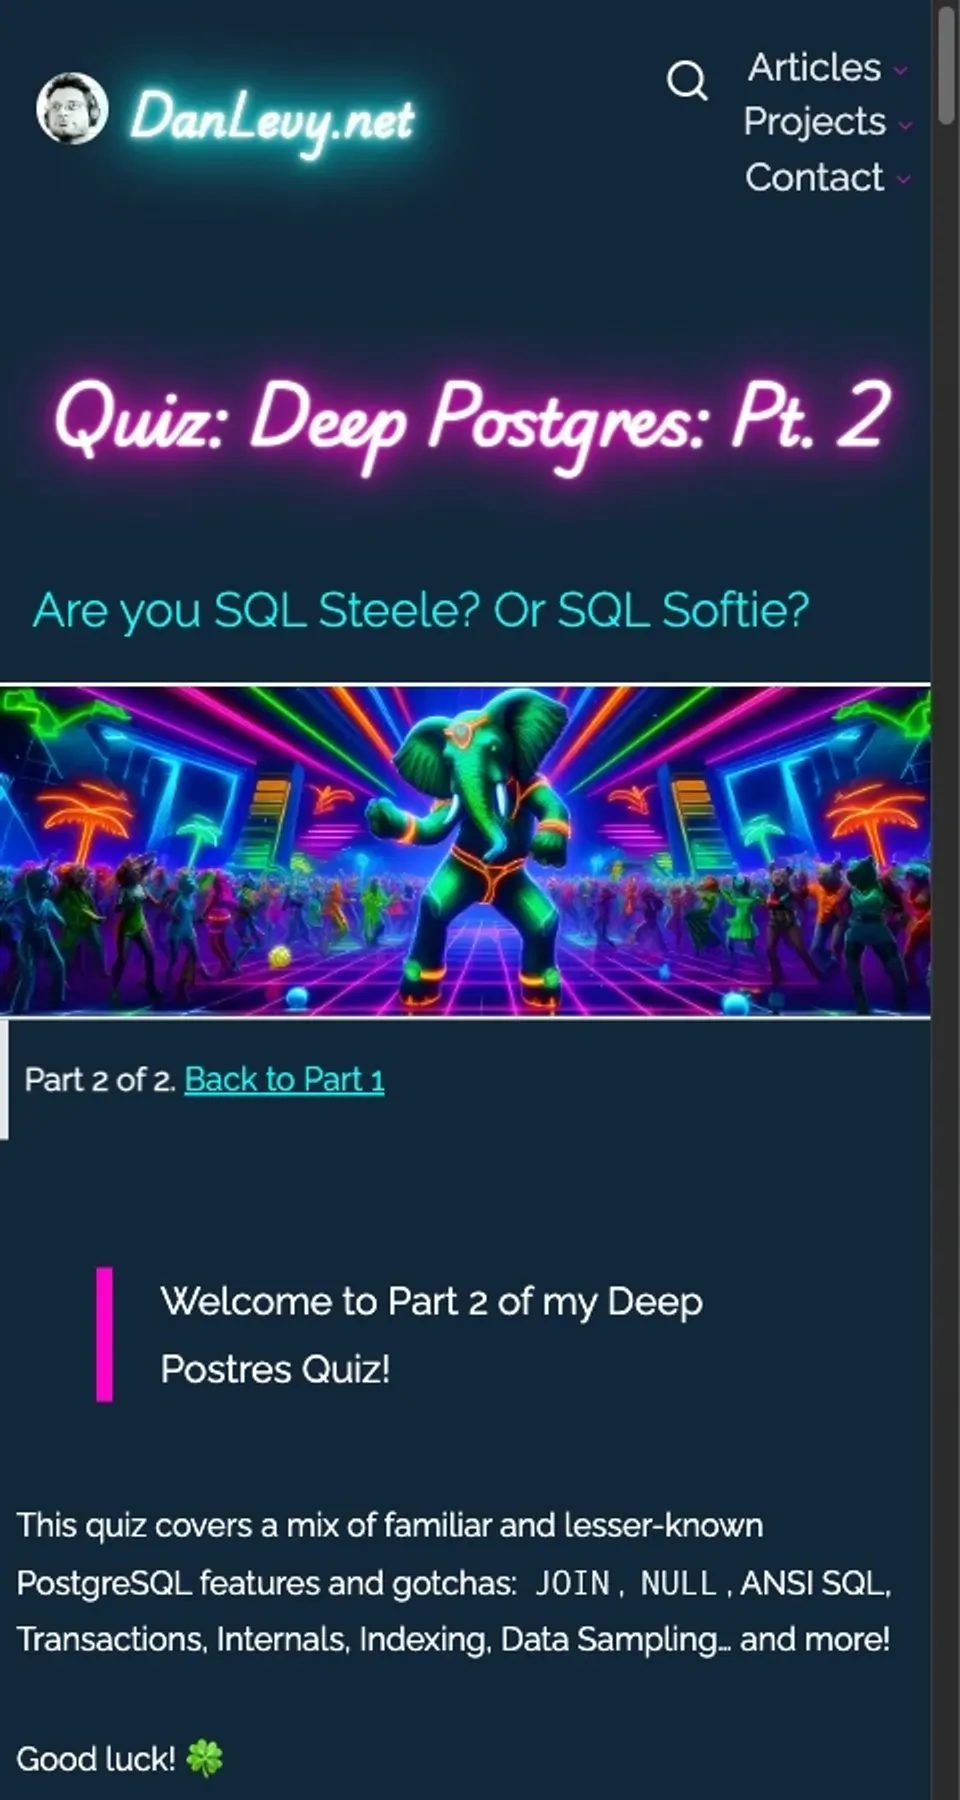 DanLevy.net
Articles
Projects
Contact
Quiz: Deep Postgres: Pt. 2
Are you SQL Steele? Or SQL Softie?
Part 2 of 2. Back to Part 1
Welcome to Part 2 of my Deep
Postres Quiz!
This quiz covers a mix of familiar and lesser-known
PostgreSQL features and gotchas: JOIN, NULL, ANSI SQL,
Transactions, Internals, Indexing, Data Sampling… and more!
Good luck! 🍀